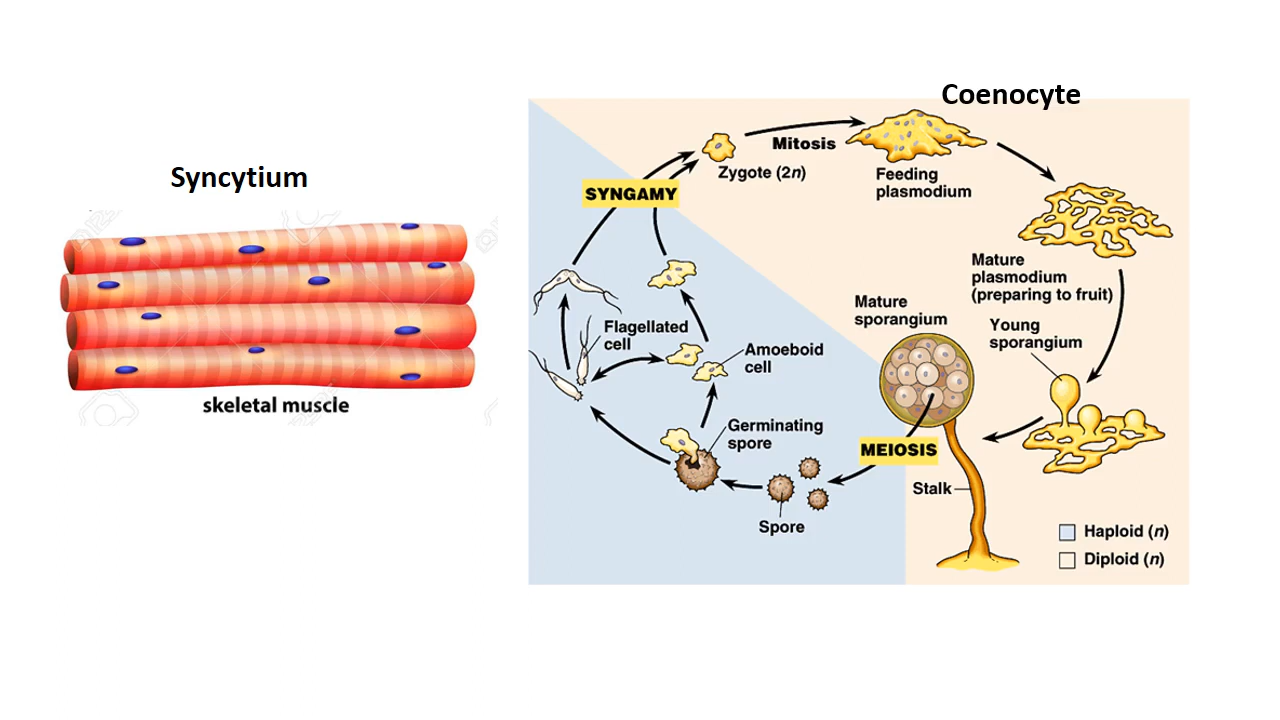 Syncytium
skeletal muscle
Coenocyte
Mitosis
Zygote (2n)
Feeding
plasmodium
SYNGAMY
Mature
plasmodium
(preparing to fruit)
Mature
sporangium
Young
sporangium
Flagellated
cell
Amoeboid
cell
Germinating
spore
MEIOSIS
Stalk
Spore
Haploid (n)
Diploid (n)